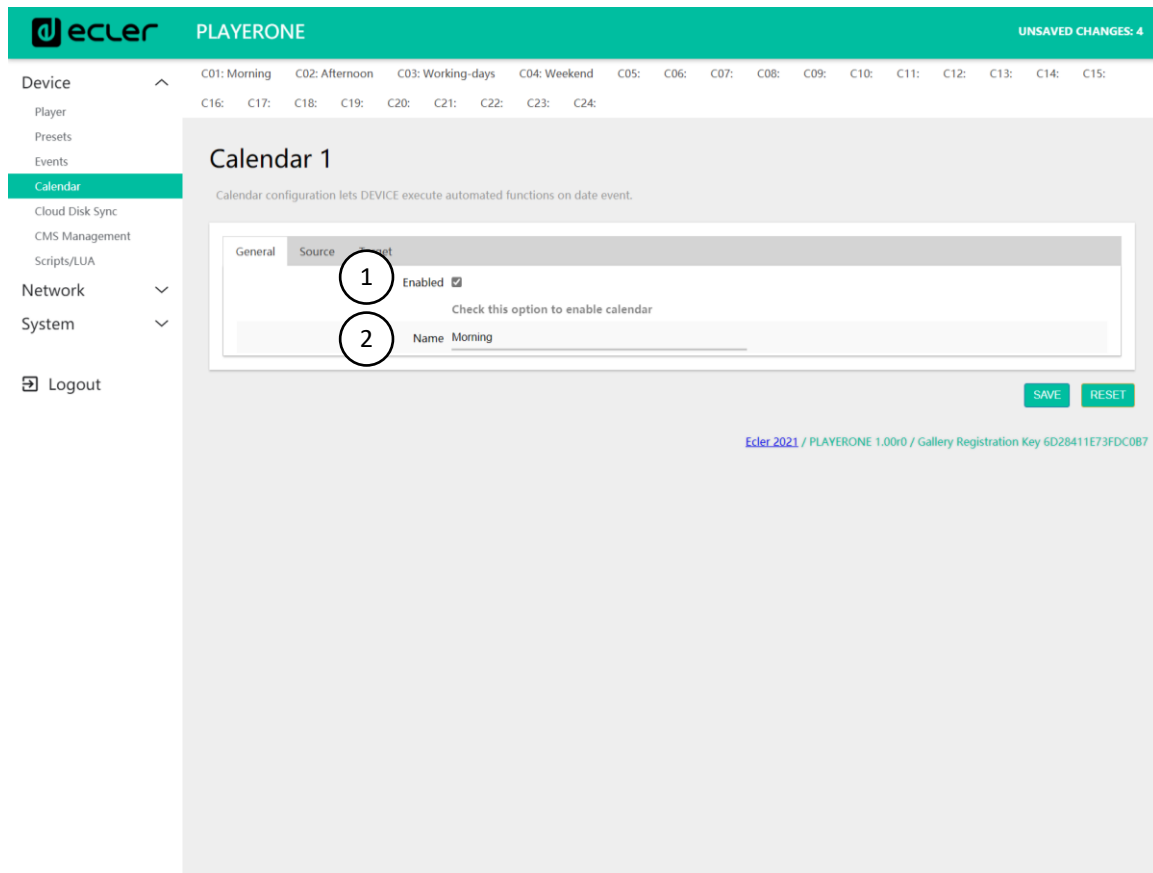 ecler
PLAYERONE
UNSAVED CHANGES: 4
Device
Player
Presets
Events
Calendar
Cloud Disk Sync
CMS Management
Scripts/LUA
Network
System
Logout
C01: Morning C02: Afternoon C03: Working-days C04: Weekend C05: C06: C07: C08: C09: C10: C11: C12: C13: C14: C15:
C16: C17: C18: C19: C20: C21: C22: C23: C24:
Calendar 1
Calendar configuration lets DEVICE execute automated functions on date event.
General Source Target
1 Enabled
Check this option to enable calendar
2 Name Morning
SAVE RESET
Ecler 2021 / PLAYERONE 1.00r0 / Gallery Registration Key 6D28411E73FDC0B7